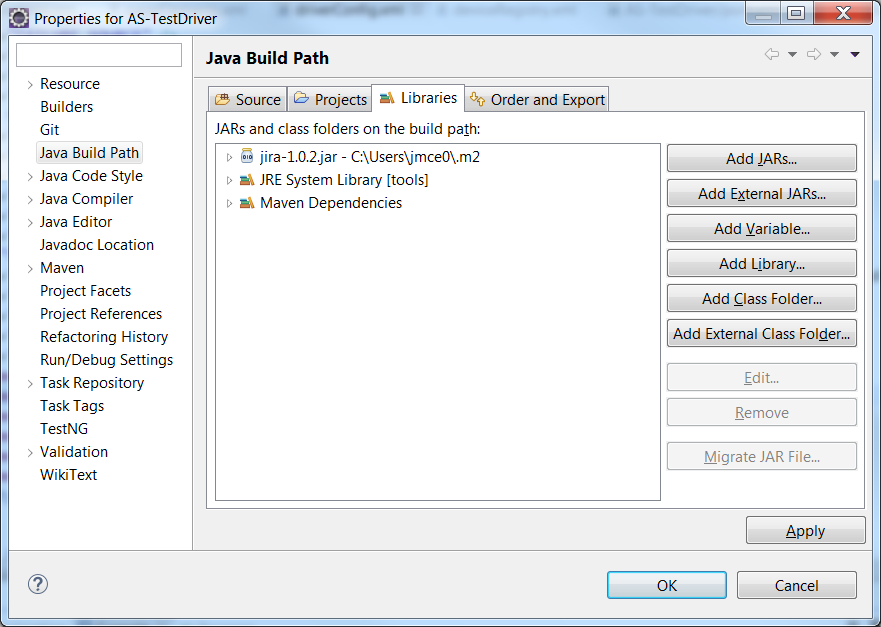 Properties for AS-TestDriver
Java Build Path
Resource
Builders
Git
Java Build Path
Java Code Style
Java Compiler
Java Editor
Javadoc Location
Maven
Project Facets
Project References
Refactoring History
Run/Debug Settings
Task Repository
Task Tags
TestNG
Validation
WikiText
Source
Projects
Libraries
Order and Export
JARs and class folders on the build path:
jira-1.0.2.jar - C:\Users\jmce0\.m2
JRE System Library [tools]
Maven Dependencies
Add JARs...
Add External JARs...
Add Variable...
Add Library...
Add Class Folder...
Add External Class Folder...
Edit...
Remove
Migrate JAR File...
Apply
?
OK
Cancel